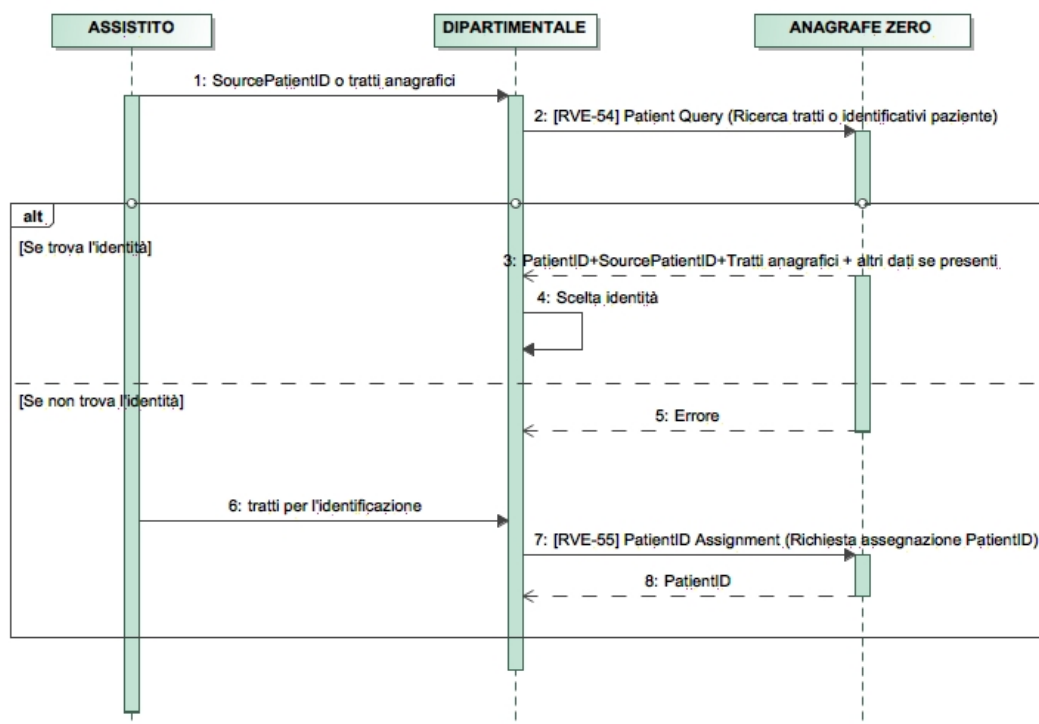 ASSISTITO
DIPARTIMENTALE
ANAGRAFE ZERO
1: SourcePatientID o tratti anagrafici
2: [RVE-54] Patient Query (Ricerca tratti o identificativi paziente)
alt
[Se trova l'identità]
3: PatientID+SourcePatientID+Tratti anagrafici + altri dati se presenti
4: Scelta identità
[Se non trova l'identità]
5: Errore
6: tratti per l'identificazione
7: [RVE-55] PatientID Assignment (Richiesta assegnazione PatientID)
8: PatientID